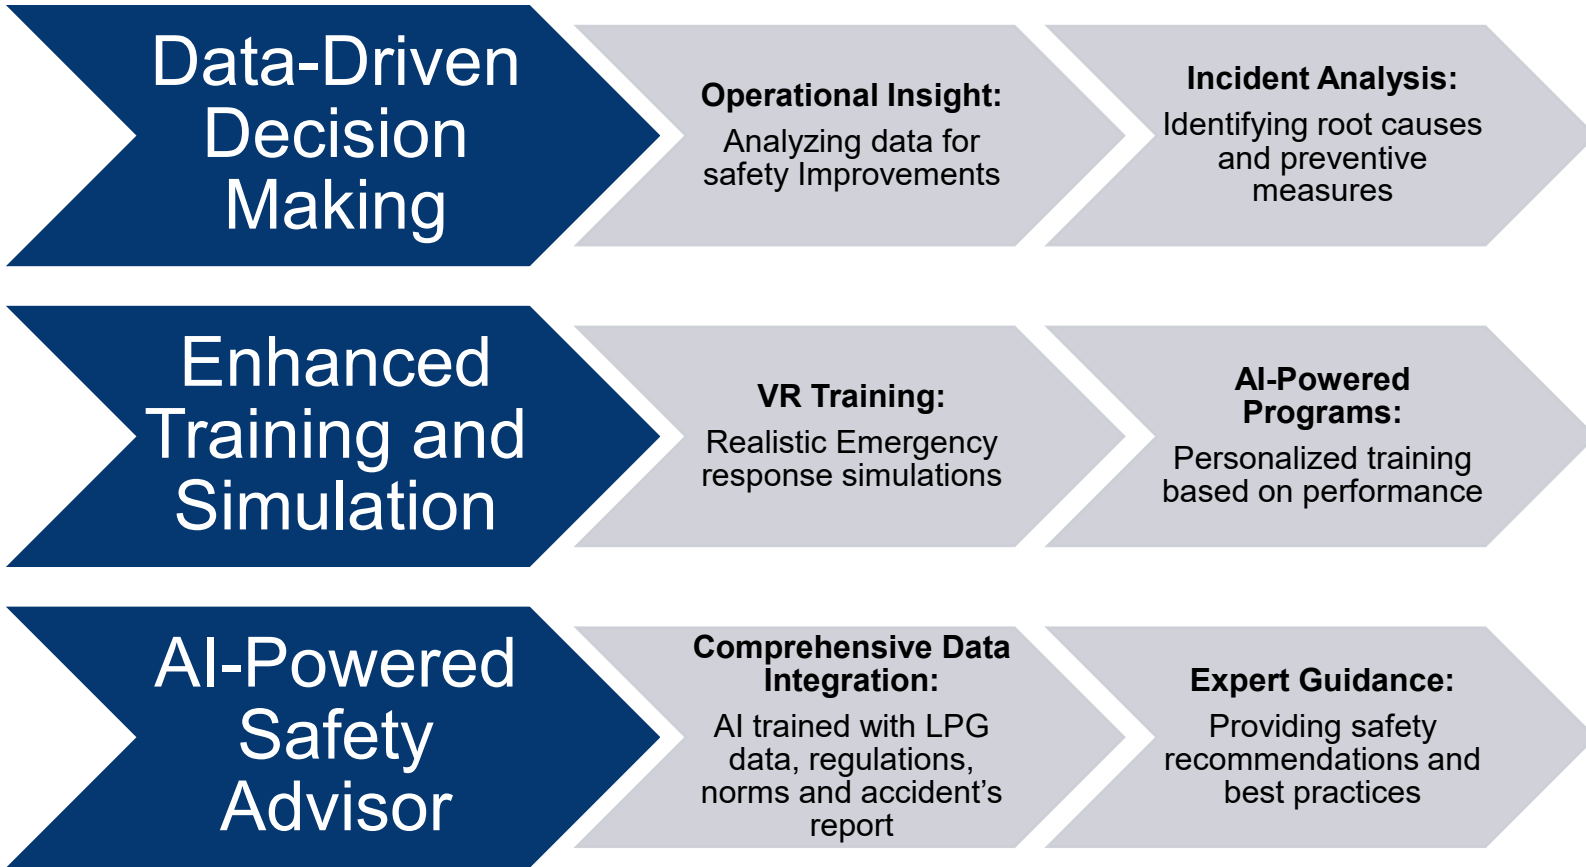 Data-Driven
Decision
Making
Operational Insight:
Analyzing data for
safety Improvements
Incident Analysis:
Identifying root causes
and preventive
measures
Enhanced
Training and
Simulation
VR Training:
Realistic Emergency
response simulations
AI-Powered
Programs:
Personalized training
based on performance
AI-Powered
Safety
Advisor
Comprehensive Data
Integration:
AI trained with LPG
data, regulations,
norms and accident’s
report
Expert Guidance:
Providing safety
recommendations and
best practices